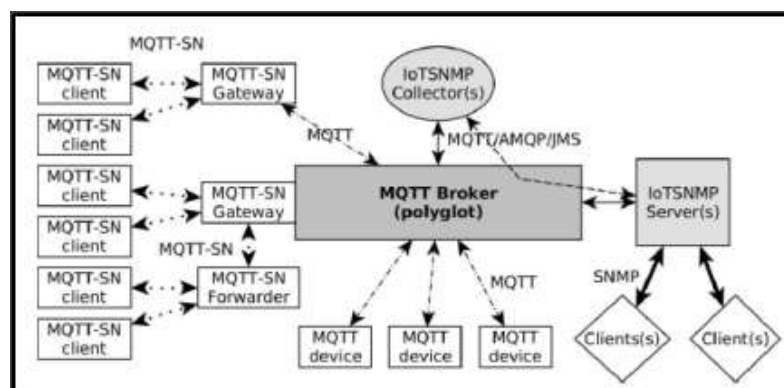 MQTT-SN
MQTT-SN
client
MQTT-SN
Gateway
MQTT-SN
client
MQTT
IoTSNMP
Collector(s)
MQTT/AMQP/JMS
MQTT-SN
client
MQTT-SN
Gateway
MQTT-SN
client
MQTT Broker
(polyglot)
IoTSNMP
Server(s)
MQTT-SN
MQTT-SN
client
MQTT-SN
Forwarder
MQTT-SN
client
MQTT
MQTT
device
MQTT
device
MQTT
device
SNMP
Clients(s)
Client(s)